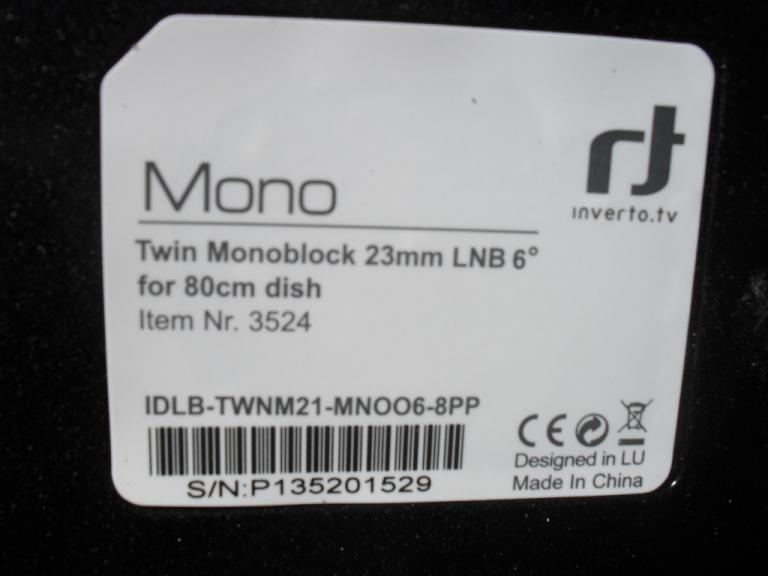 Mono
inverto.tv
Twin Monoblock 23mm LNB 6°
for 80cm dish
Item Nr. 3524
IDLB-TWNM21-MNOO6-8PP
S/N:P135201529
CE
Designed in LU
Made In China